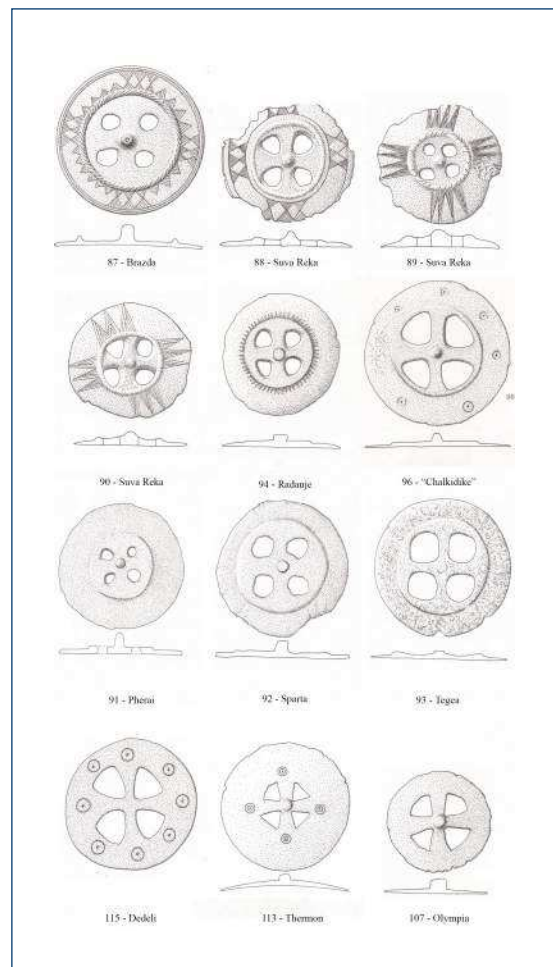 87 - Brazda
88 - Suva Reka
89 - Suva Reka
90 - Suva Reka
94 - Radanje
96 - "Chalkidike"
91 - Pherai
92 - Sparta
93 - Tegea
115 - Dedeli
113 - Thermon
107 - Olympia